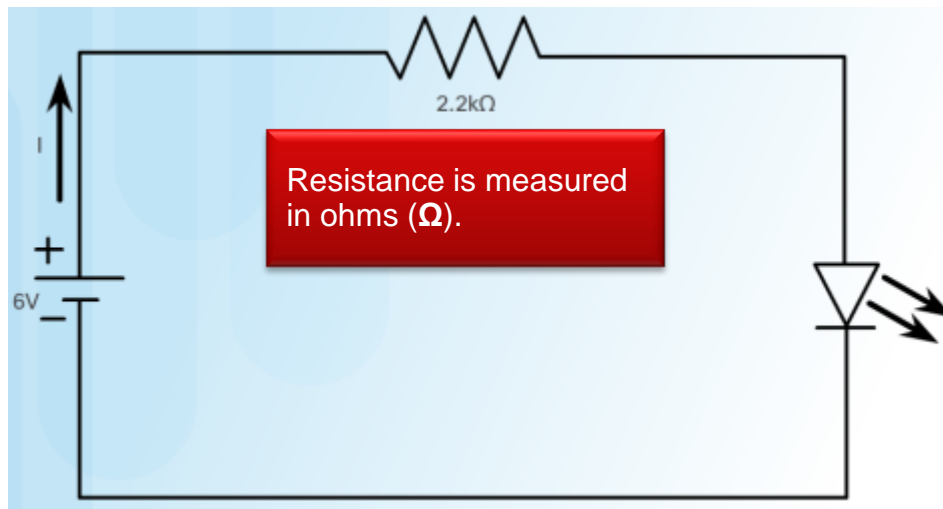 2.2kΩ
I
Resistance is measured
in ohms (Ω).
+
6V
−